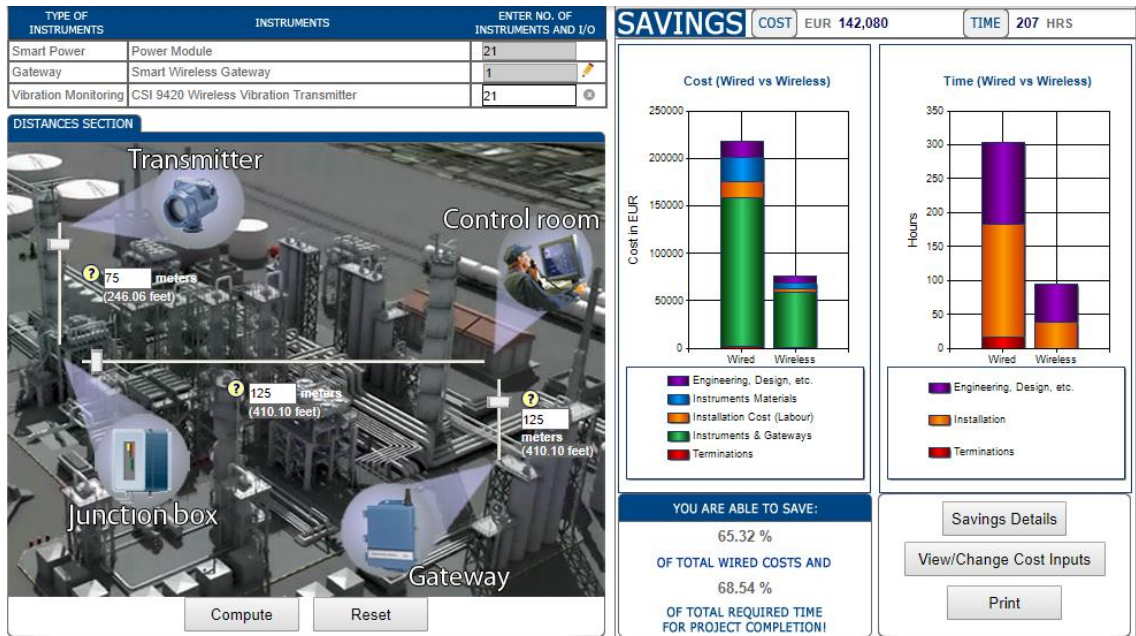 TYPE OF INSTRUMENTS
INSTRUMENTS
ENTER NO. OF INSTRUMENTS AND I/O
Smart Power Power Module 21
Gateway Smart Wireless Gateway 1
Vibration Monitoring CSI 9420 Wireless Vibration Transmitter 21
DISTANCES SECTION
Transmitter
Control room
? 75 meters
(246.06 feet)
? 125 meters
(410.10 feet)
?
125
meters
(410.10 feet)
Junction box
Gateway
Compute Reset
SAVINGS COST EUR 142,080 TIME 207 HRS
Cost (Wired vs Wireless)
250000
200000
150000
100000
50000
0
Cost in EUR
Wired Wireless
Engineering, Design, etc.
Instruments Materials
Installation Cost (Labour)
Instruments & Gateways
Terminations
Time (Wired vs Wireless)
350
300
250
200
150
100
50
0
Hours
Wired Wireless
Engineering, Design, etc.
Installation
Terminations
YOU ARE ABLE TO SAVE:
65.32 %
OF TOTAL WIRED COSTS AND
68.54 %
OF TOTAL REQUIRED TIME
FOR PROJECT COMPLETION!
Savings Details
View/Change Cost Inputs
Print